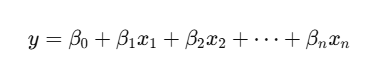 y = β₀ + β₁x₁ + β₂x₂ + ··· + βₙxₙ